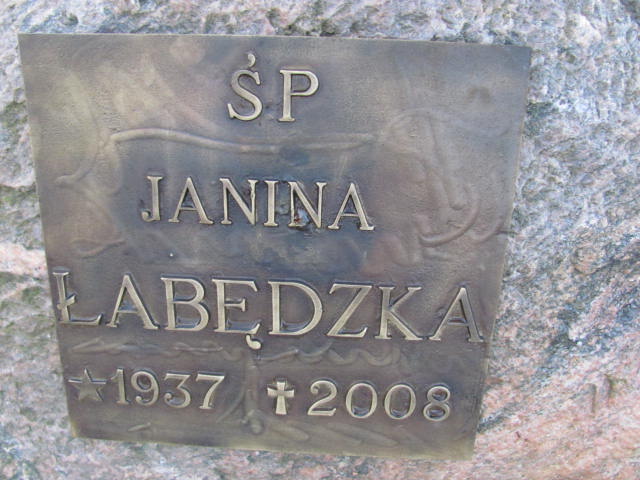 ŚP
JANINA
ŁABĘDZKA
★1937 ✝2008